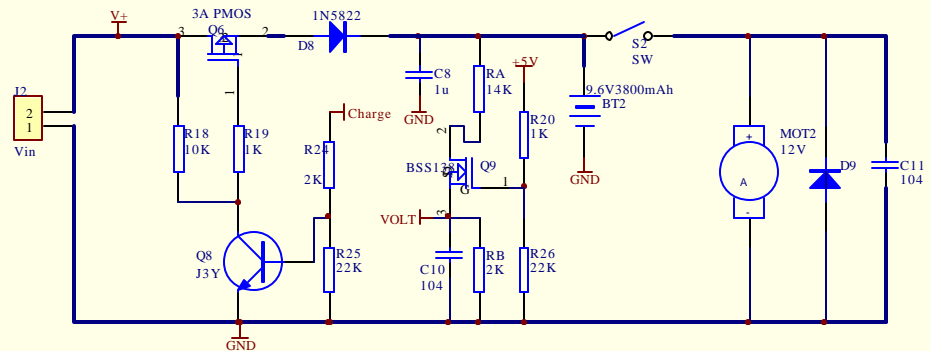 3A PMOS
1N5822
V+
3
Q6
2
D8
S2
SW
J2
2
1
Vin
1
C8
1u
GND
RA
14K
+5V
9.6V3800mAh
BT2
Charge
R18
10K
R19
1K
R24
2K
R20
1K
2
BSS138
Q9
G
1
GND
MOT2
12V
+
A
-
D9
C11
104
VOLT
3
Q8
J3Y
R25
22K
C10
104
RB
2K
R26
22K
GND